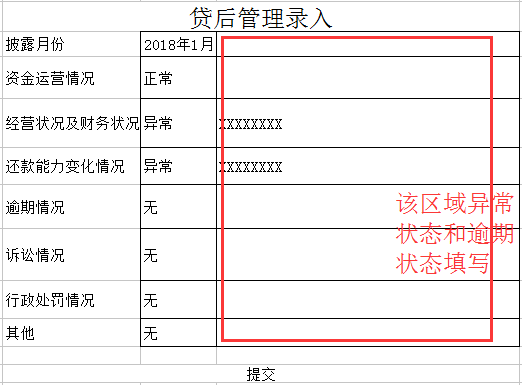 贷后管理录入
披露月份 2018年1月
资金运营情况 正常
经营状况及财务状况 异常 XXXXXXXX
还款能力变化情况 异常 XXXXXXXX
逾期情况 无
该区域异常
状态和逾期
状态填写
诉讼情况 无
行政处罚情况 无
其他 无
提交